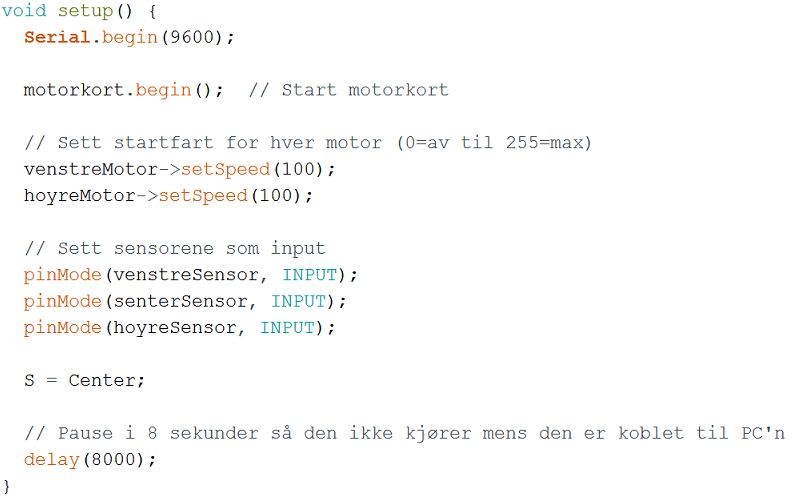 void setup() {
  Serial.begin(9600);

  motorkort.begin();  // Start motorkort

  // Sett startfart for hver motor (0=av til 255=max)
  venstreMotor->setSpeed(100);
  hoyreMotor->setSpeed(100);

  // Sett sensorene som input
  pinMode(venstreSensor, INPUT);
  pinMode(senterSensor, INPUT);
  pinMode(hoyreSensor, INPUT);

  S = Center;

  // Pause i 8 sekunder så den ikke kjører mens den er koblet til PC'n
  delay(8000);
}